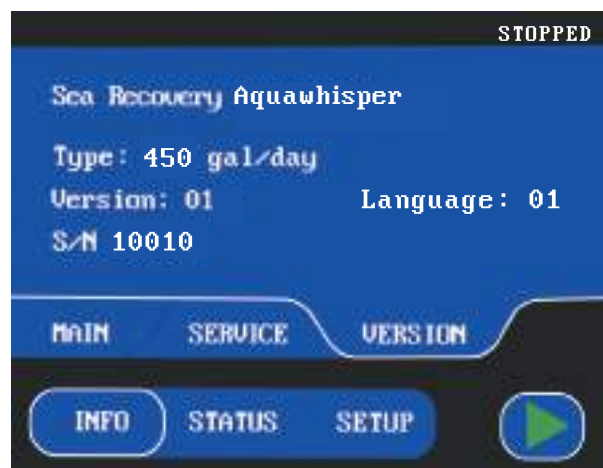 STOPPED
Sea Recovery Aquawhisper
Type: 450 gal/day
Version: 01 Language: 01
S/N 10010
MAIN SERVICE VERSION
INFO STATUS SETUP